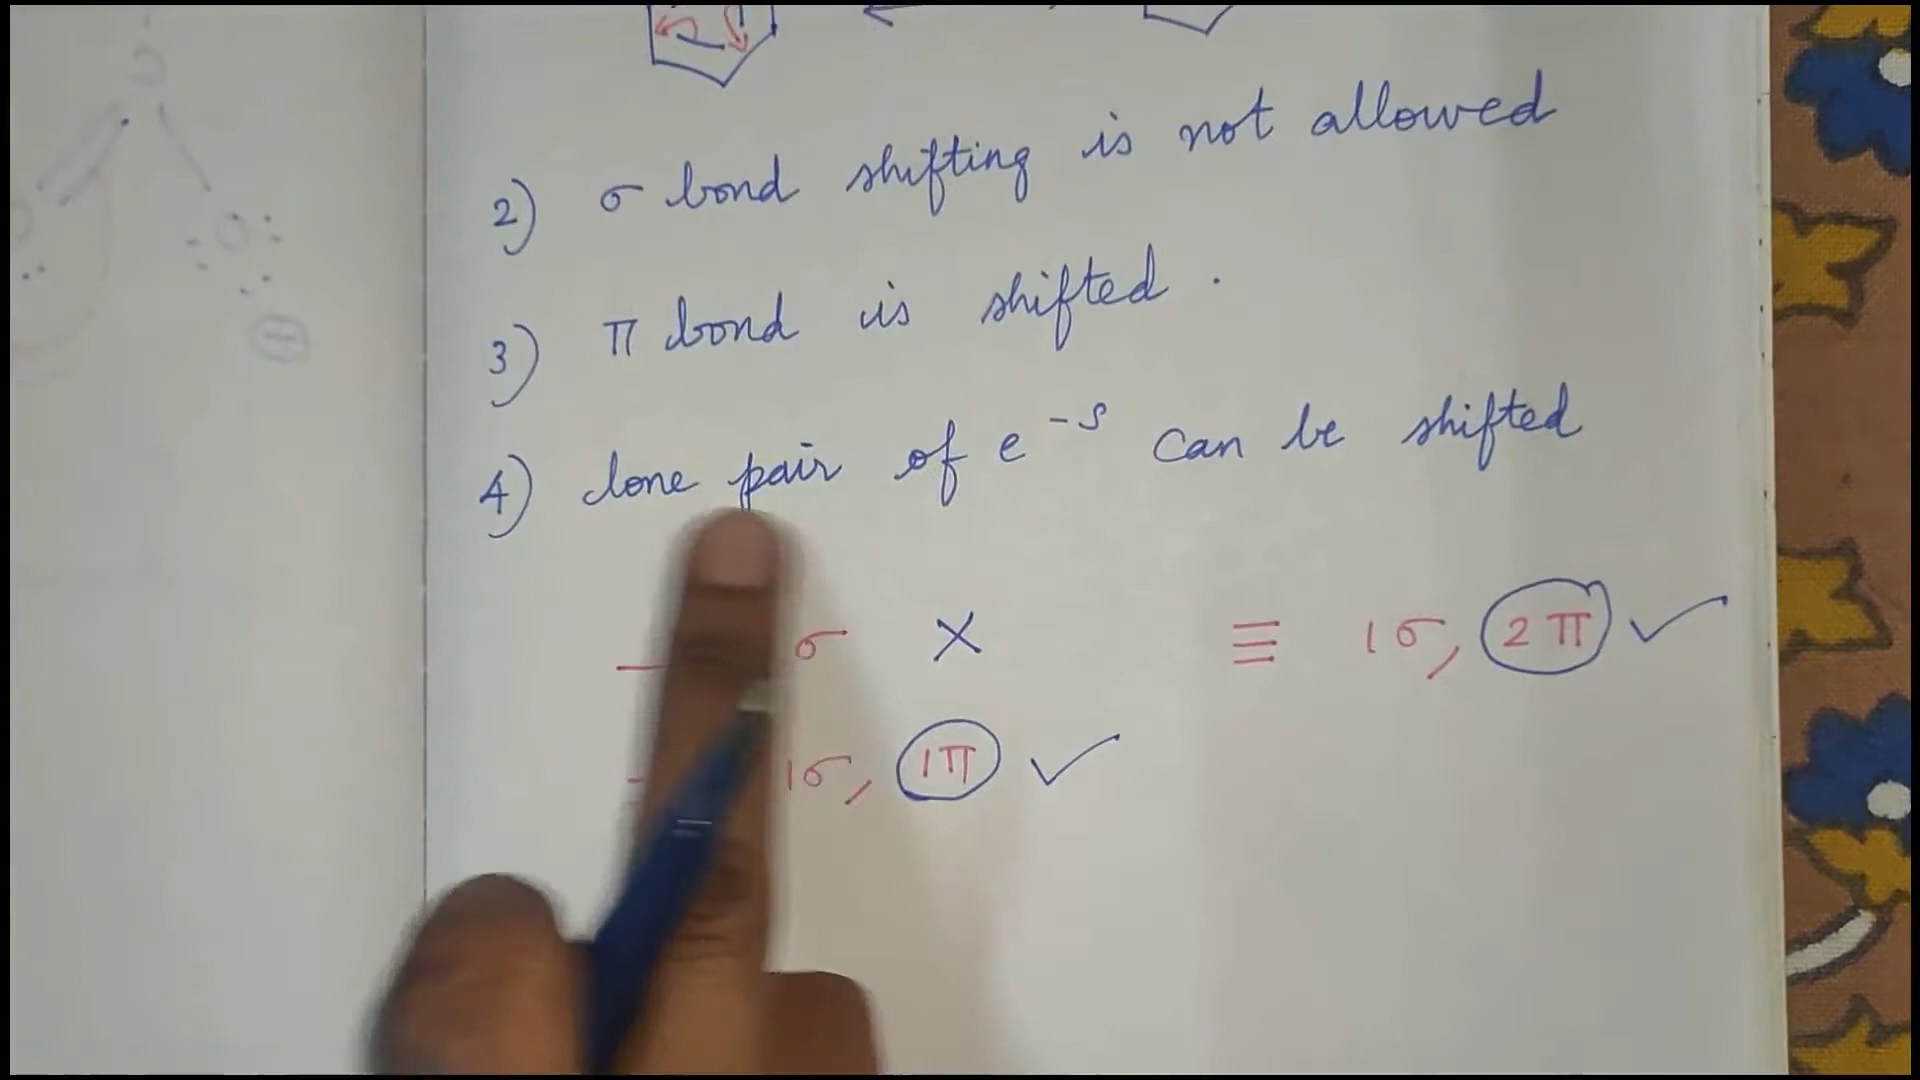 2) σ bond shifting is not allowed
3) π bond is shifted .
4) lone pair of e⁻ˢ can be shifted
— σ × ≡ 1σ, 2π ✓
1σ, 1π ✓